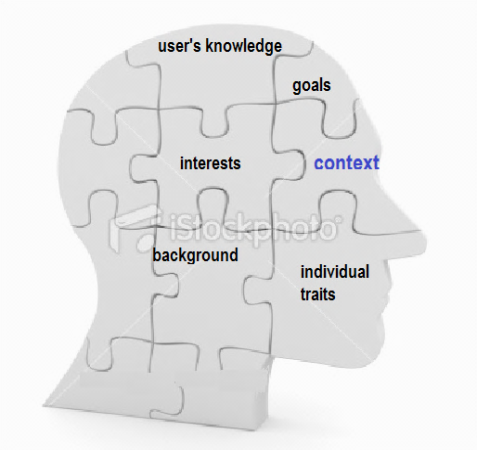 user's knowledge
goals
interests
context
iStockphoto
background
individual
traits